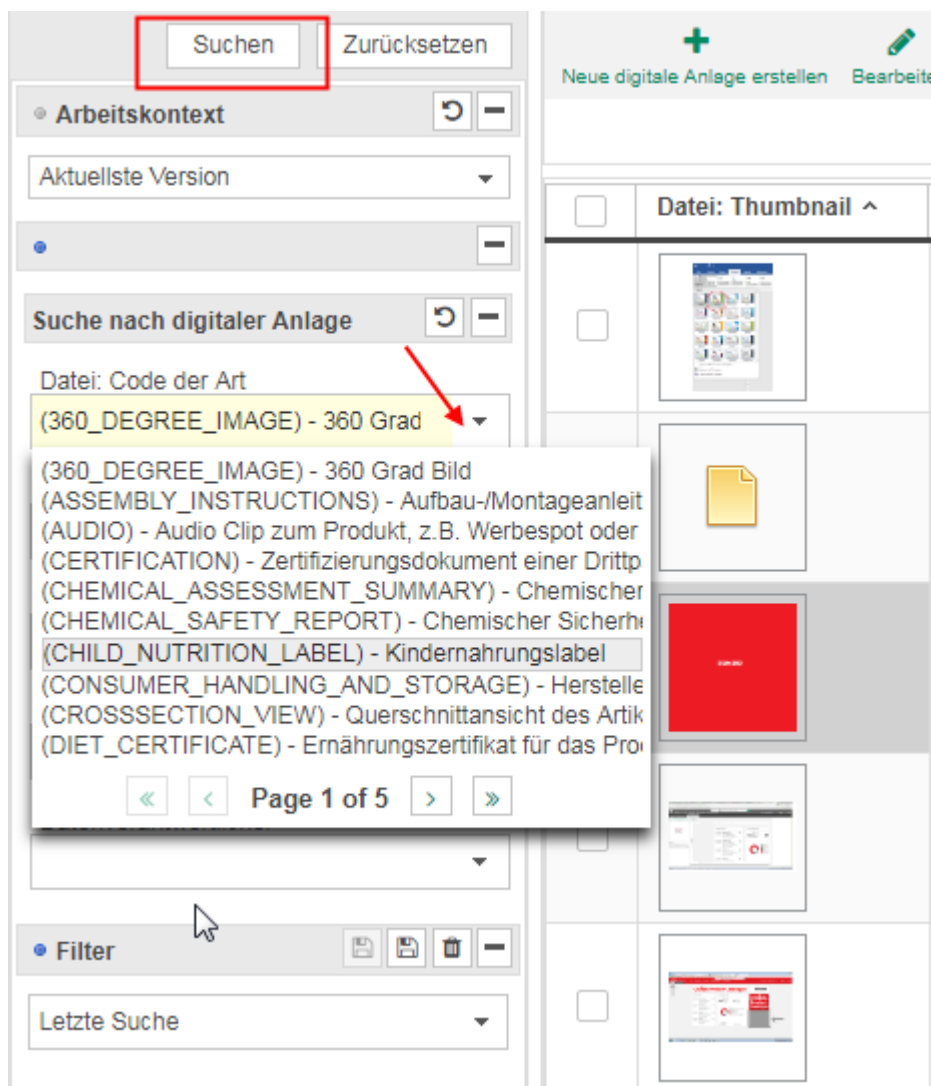 Suchen
Zurücksetzen
Neue digitale Anlage erstellen
Bearbeite
Arbeitskontext
Aktuellste Version
Datei: Thumbnail
Suche nach digitaler Anlage
Datei: Code der Art
(360_DEGREE_IMAGE) - 360 Grad
(360_DEGREE_IMAGE) - 360 Grad Bild
(ASSEMBLY_INSTRUCTIONS) - Aufbau-/Montageanleit
(AUDIO) - Audio Clip zum Produkt, z.B. Werbespot oder
(CERTIFICATION) - Zertifizierungsdokument einer Drittp
(CHEMICAL_ASSESSMENT_SUMMARY) - Chemischer
(CHEMICAL_SAFETY_REPORT) - Chemischer Sicherhe
(CHILD_NUTRITION_LABEL) - Kindernahrungslabel
(CONSUMER_HANDLING_AND_STORAGE) - Herstelle
(CROSSSECTION_VIEW) - Querschnittansicht des Artik
(DIET_CERTIFICATE) - Ernährungszertifikat für das Pro
Page 1 of 5
Filter
Letzte Suche